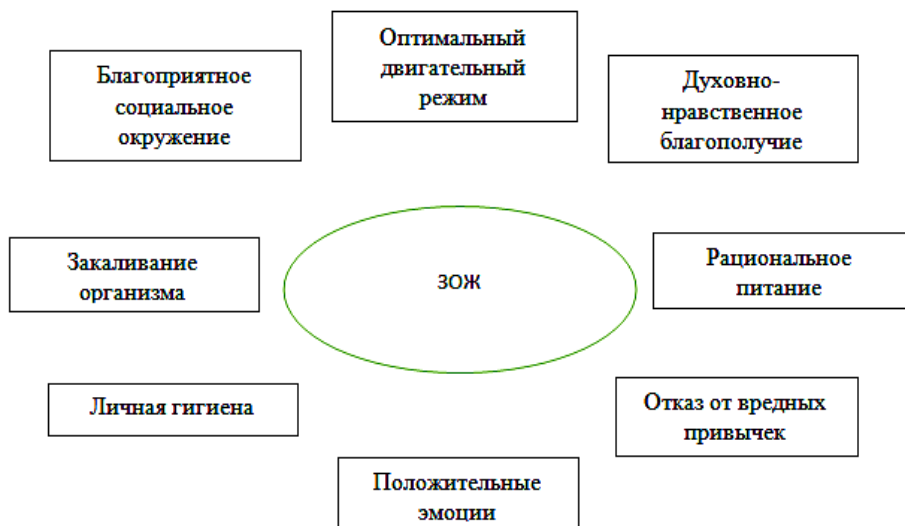 Оптимальный
двигательный
режим
Благоприятное
социальное
окружение
Духовно-
нравственное
благополучие
Закаливание
организма
ЗОЖ
Рациональное
питание
Личная гигиена
Отказ от вредных
привычек
Положительные
эмоции